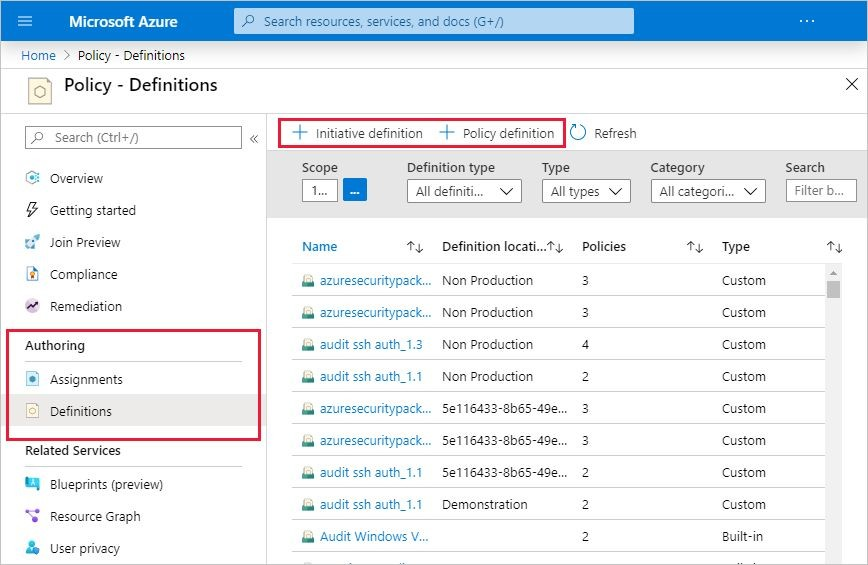 Microsoft Azure
Search resources, services, and docs (G+/)
...
Home > Policy - Definitions
Policy - Definitions
Search (Ctrl+/)
«
Overview
Getting started
Join Preview
Compliance
Remediation
Authoring
Assignments
Definitions
Related Services
Blueprints (preview)
Resource Graph
User privacy
+ Initiative definition + Policy definition Refresh
Scope Definition type Type Category Search
1... ... All definiti... All types All categori... Filter b...
Name Definition locati... Policies Type
azuresecuritypack... Non Production 3 Custom
azuresecuritypack... Non Production 3 Custom
audit ssh auth_1.3 Non Production 4 Custom
audit ssh auth_1.1 Non Production 2 Custom
azuresecuritypack... 5e116433-8b65-49e... 3 Custom
azuresecuritypack... 5e116433-8b65-49e... 3 Custom
audit ssh auth_1.1 5e116433-8b65-49e... 2 Custom
audit ssh auth_1.1 Demonstration 2 Custom
Audit Windows V... 2 Built-in